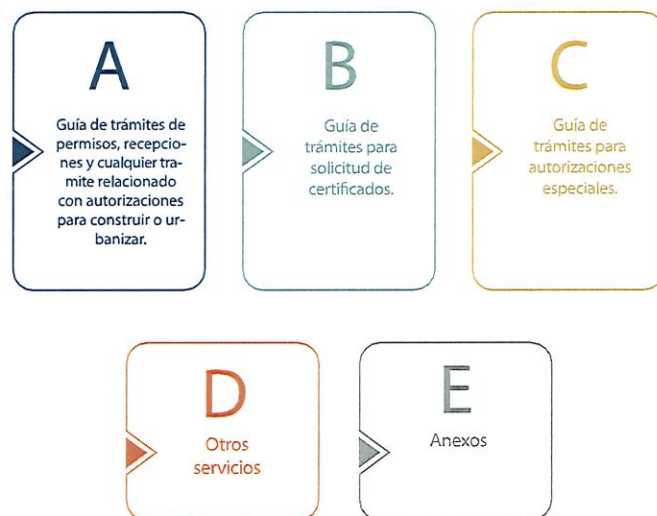 A
Guía de trámites de
permisos, recepcio-
nes y cualquier tra-
mite relacionado
con autorizaciones
para construir o ur-
banizar.
B
Guía de
trámites para
solicitud de
certificados.
C
Guía de
trámites para
autorizaciones
especiales.
D
Otros
servicios
E
Anexos